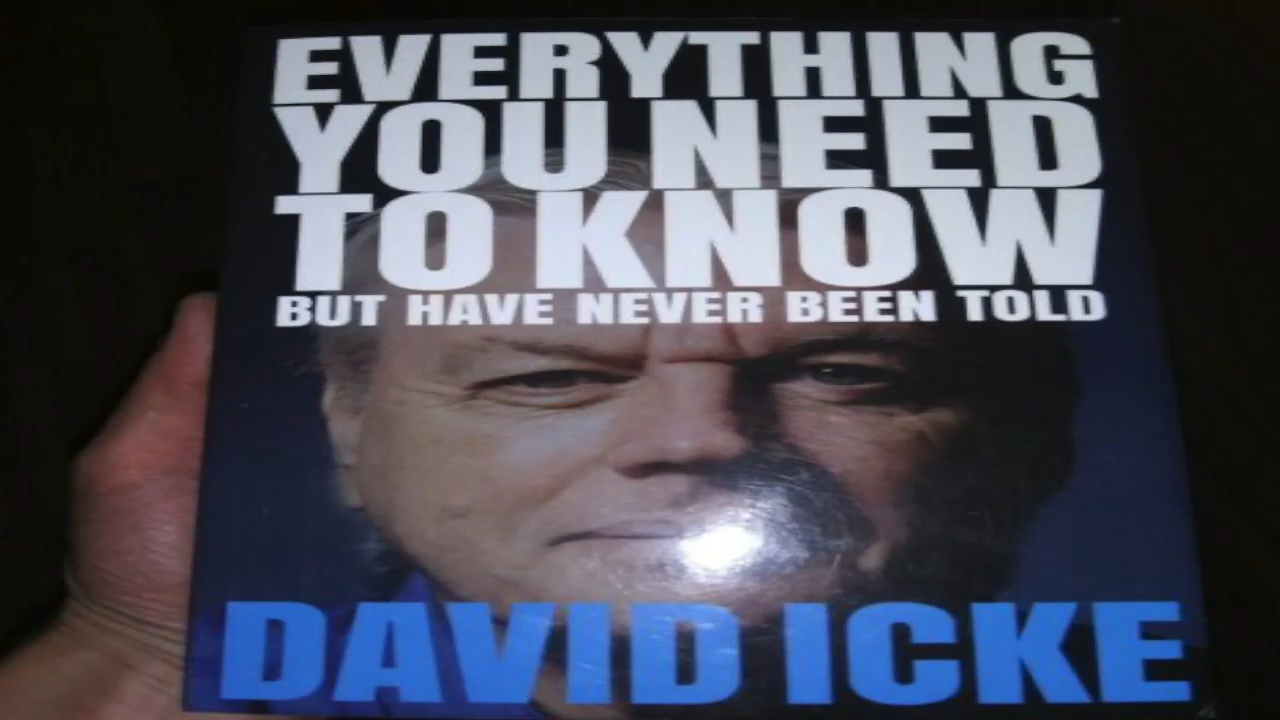 EVERYTHING
YOU NEED
TO KNOW
BUT HAVE NEVER BEEN TOLD
DAVID ICKE